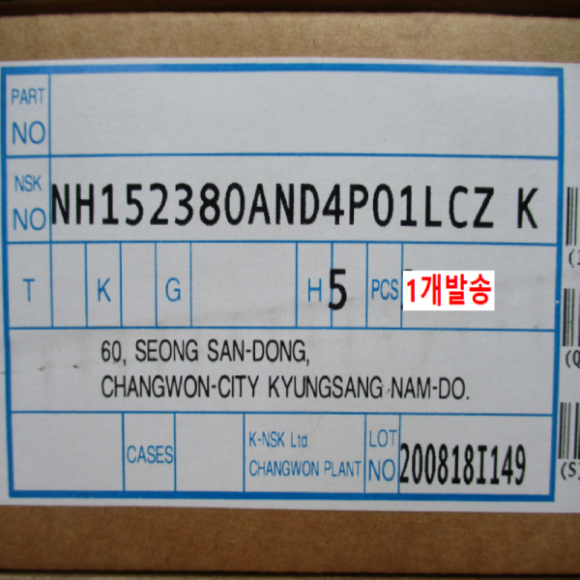 PART
NO
NSK
NO NH152380AND4P01LCZ K
T K G H 5 PCS 1개발송
60, SEONG SAN-DONG,
CHANGWON-CITY KYUNGSANG NAM-DO.
CASES
K-NSK Ltd
CHANGWON PLANT
LOT
NO 200818I149
(Q
(S)